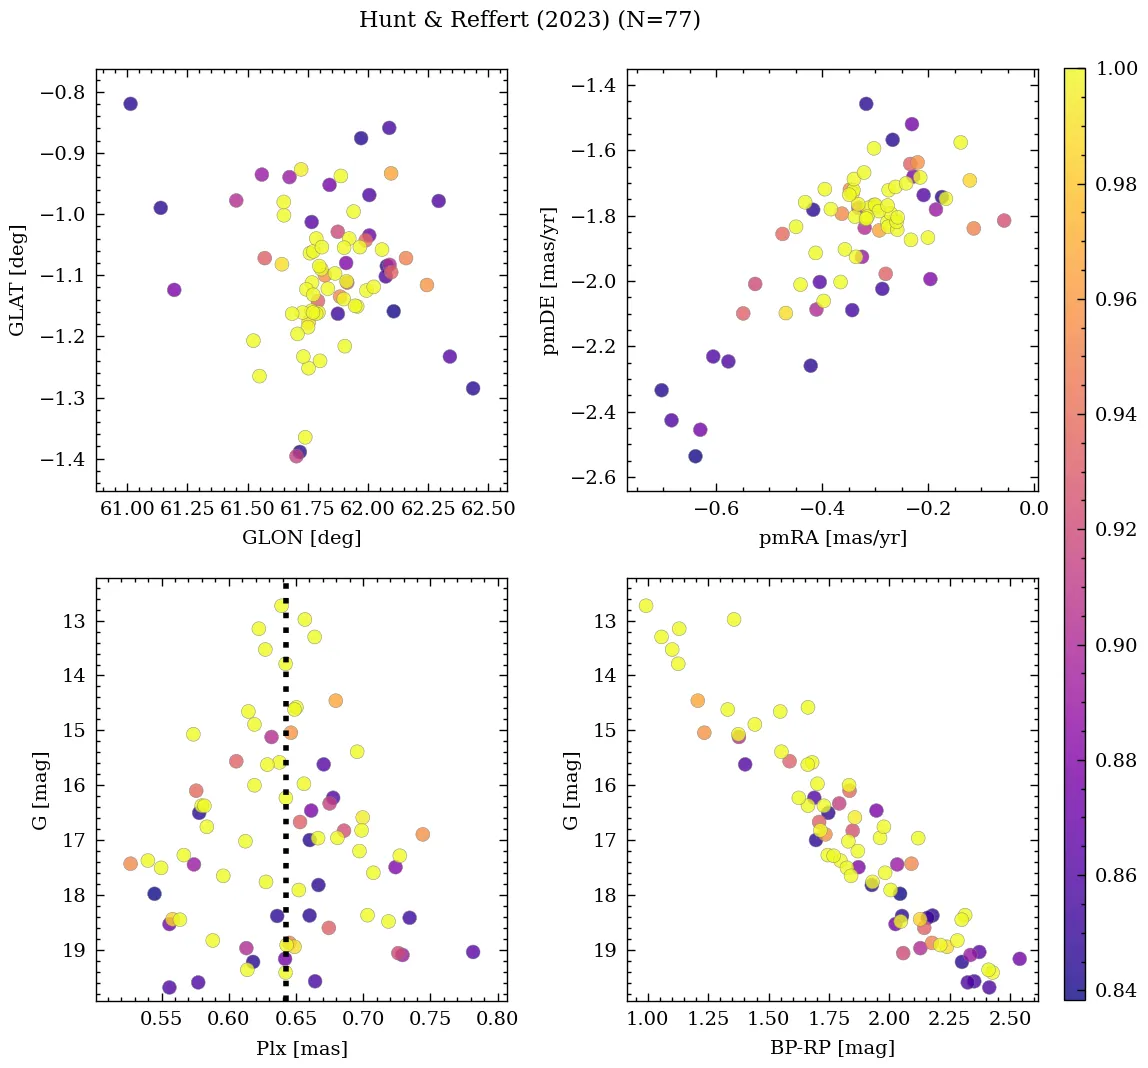 Hunt & Reffert (2023) (N=77)
−0.8
−0.9
−1.0
−1.1
−1.2
−1.3
−1.4
GLAT [deg]
61.00 61.25 61.50 61.75 62.00 62.25 62.50
GLON [deg]
−1.4
−1.6
−1.8
−2.0
−2.2
−2.4
−2.6
pmDE [mas/yr]
−0.6 −0.4 −0.2 0.0
pmRA [mas/yr]
13
14
15
16
17
18
19
G [mag]
0.55 0.60 0.65 0.70 0.75 0.80
Plx [mas]
13
14
15
16
17
18
19
G [mag]
1.00 1.25 1.50 1.75 2.00 2.25 2.50
BP-RP [mag]
1.00
0.98
0.96
0.94
0.92
0.90
0.88
0.86
0.84